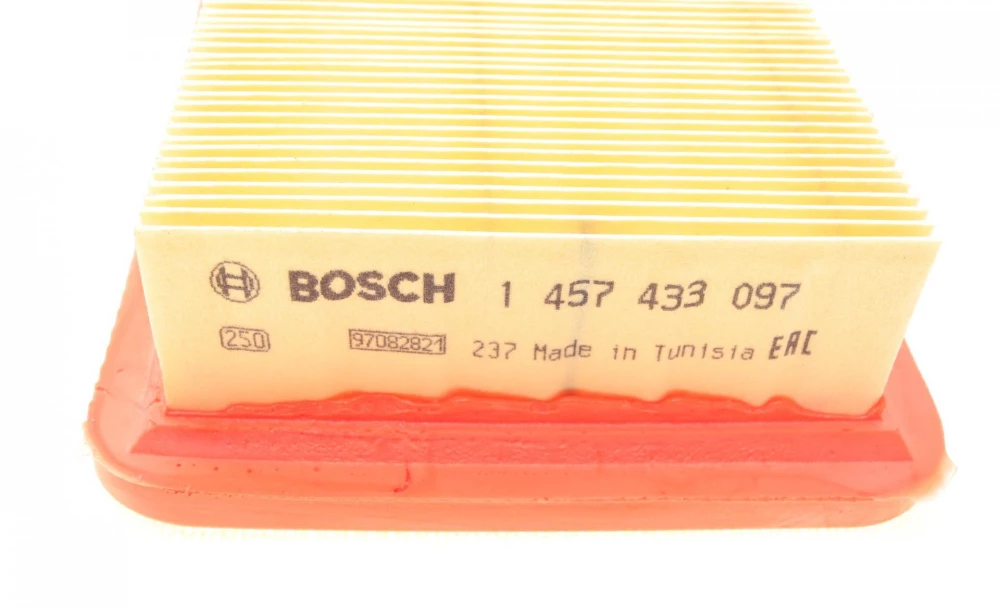 BOSCH 1 457 433 097
250 97082821 237 Made in Tunisia EAC